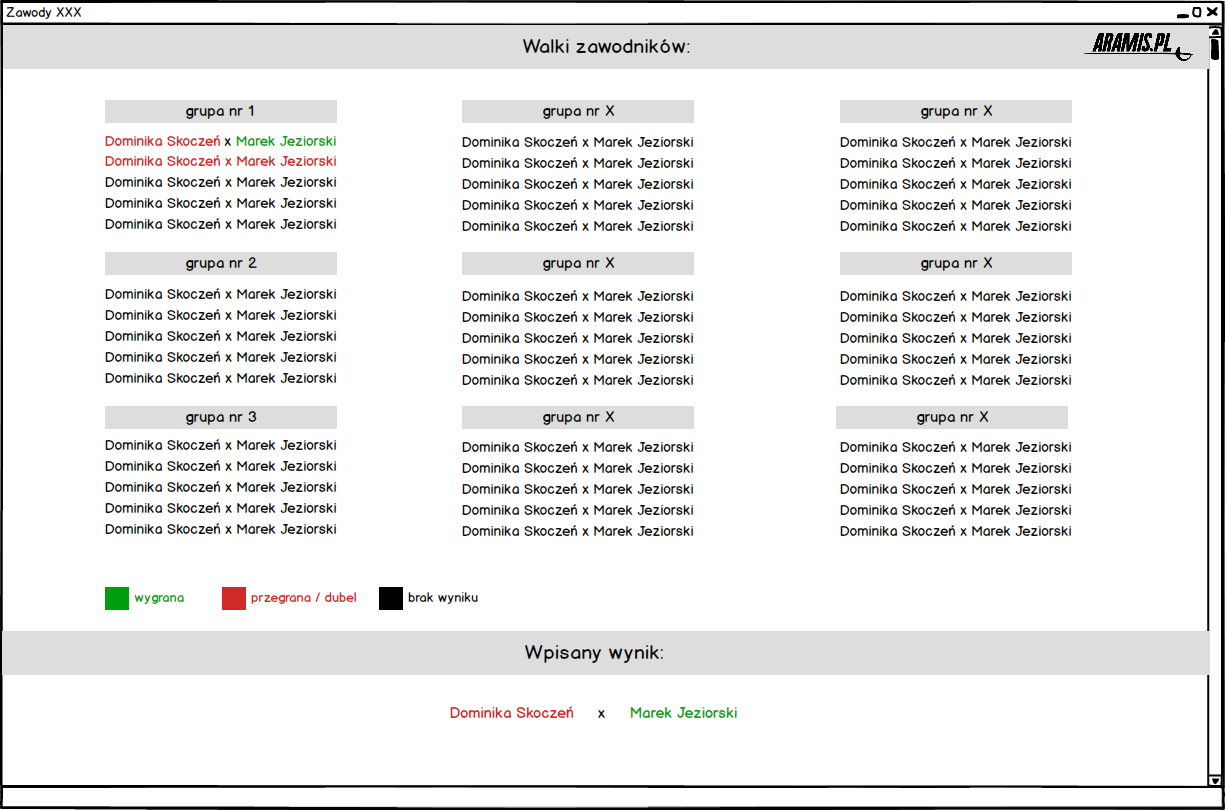 Zawody XXX
Walki zawodników:
ARAMIS.PL
grupa nr 1
Dominika Skoczeń x Marek Jeziorski
Dominika Skoczeń x Marek Jeziorski
Dominika Skoczeń x Marek Jeziorski
Dominika Skoczeń x Marek Jeziorski
Dominika Skoczeń x Marek Jeziorski
grupa nr X
Dominika Skoczeń x Marek Jeziorski
Dominika Skoczeń x Marek Jeziorski
Dominika Skoczeń x Marek Jeziorski
Dominika Skoczeń x Marek Jeziorski
Dominika Skoczeń x Marek Jeziorski
grupa nr X
Dominika Skoczeń x Marek Jeziorski
Dominika Skoczeń x Marek Jeziorski
Dominika Skoczeń x Marek Jeziorski
Dominika Skoczeń x Marek Jeziorski
Dominika Skoczeń x Marek Jeziorski
grupa nr 2
Dominika Skoczeń x Marek Jeziorski
Dominika Skoczeń x Marek Jeziorski
Dominika Skoczeń x Marek Jeziorski
Dominika Skoczeń x Marek Jeziorski
Dominika Skoczeń x Marek Jeziorski
grupa nr X
Dominika Skoczeń x Marek Jeziorski
Dominika Skoczeń x Marek Jeziorski
Dominika Skoczeń x Marek Jeziorski
Dominika Skoczeń x Marek Jeziorski
Dominika Skoczeń x Marek Jeziorski
grupa nr X
Dominika Skoczeń x Marek Jeziorski
Dominika Skoczeń x Marek Jeziorski
Dominika Skoczeń x Marek Jeziorski
Dominika Skoczeń x Marek Jeziorski
Dominika Skoczeń x Marek Jeziorski
grupa nr 3
Dominika Skoczeń x Marek Jeziorski
Dominika Skoczeń x Marek Jeziorski
Dominika Skoczeń x Marek Jeziorski
Dominika Skoczeń x Marek Jeziorski
Dominika Skoczeń x Marek Jeziorski
grupa nr X
Dominika Skoczeń x Marek Jeziorski
Dominika Skoczeń x Marek Jeziorski
Dominika Skoczeń x Marek Jeziorski
Dominika Skoczeń x Marek Jeziorski
Dominika Skoczeń x Marek Jeziorski
grupa nr X
Dominika Skoczeń x Marek Jeziorski
Dominika Skoczeń x Marek Jeziorski
Dominika Skoczeń x Marek Jeziorski
Dominika Skoczeń x Marek Jeziorski
Dominika Skoczeń x Marek Jeziorski
wygrana przegrana / dubel brak wyniku
Wpisany wynik:
Dominika Skoczeń x Marek Jeziorski